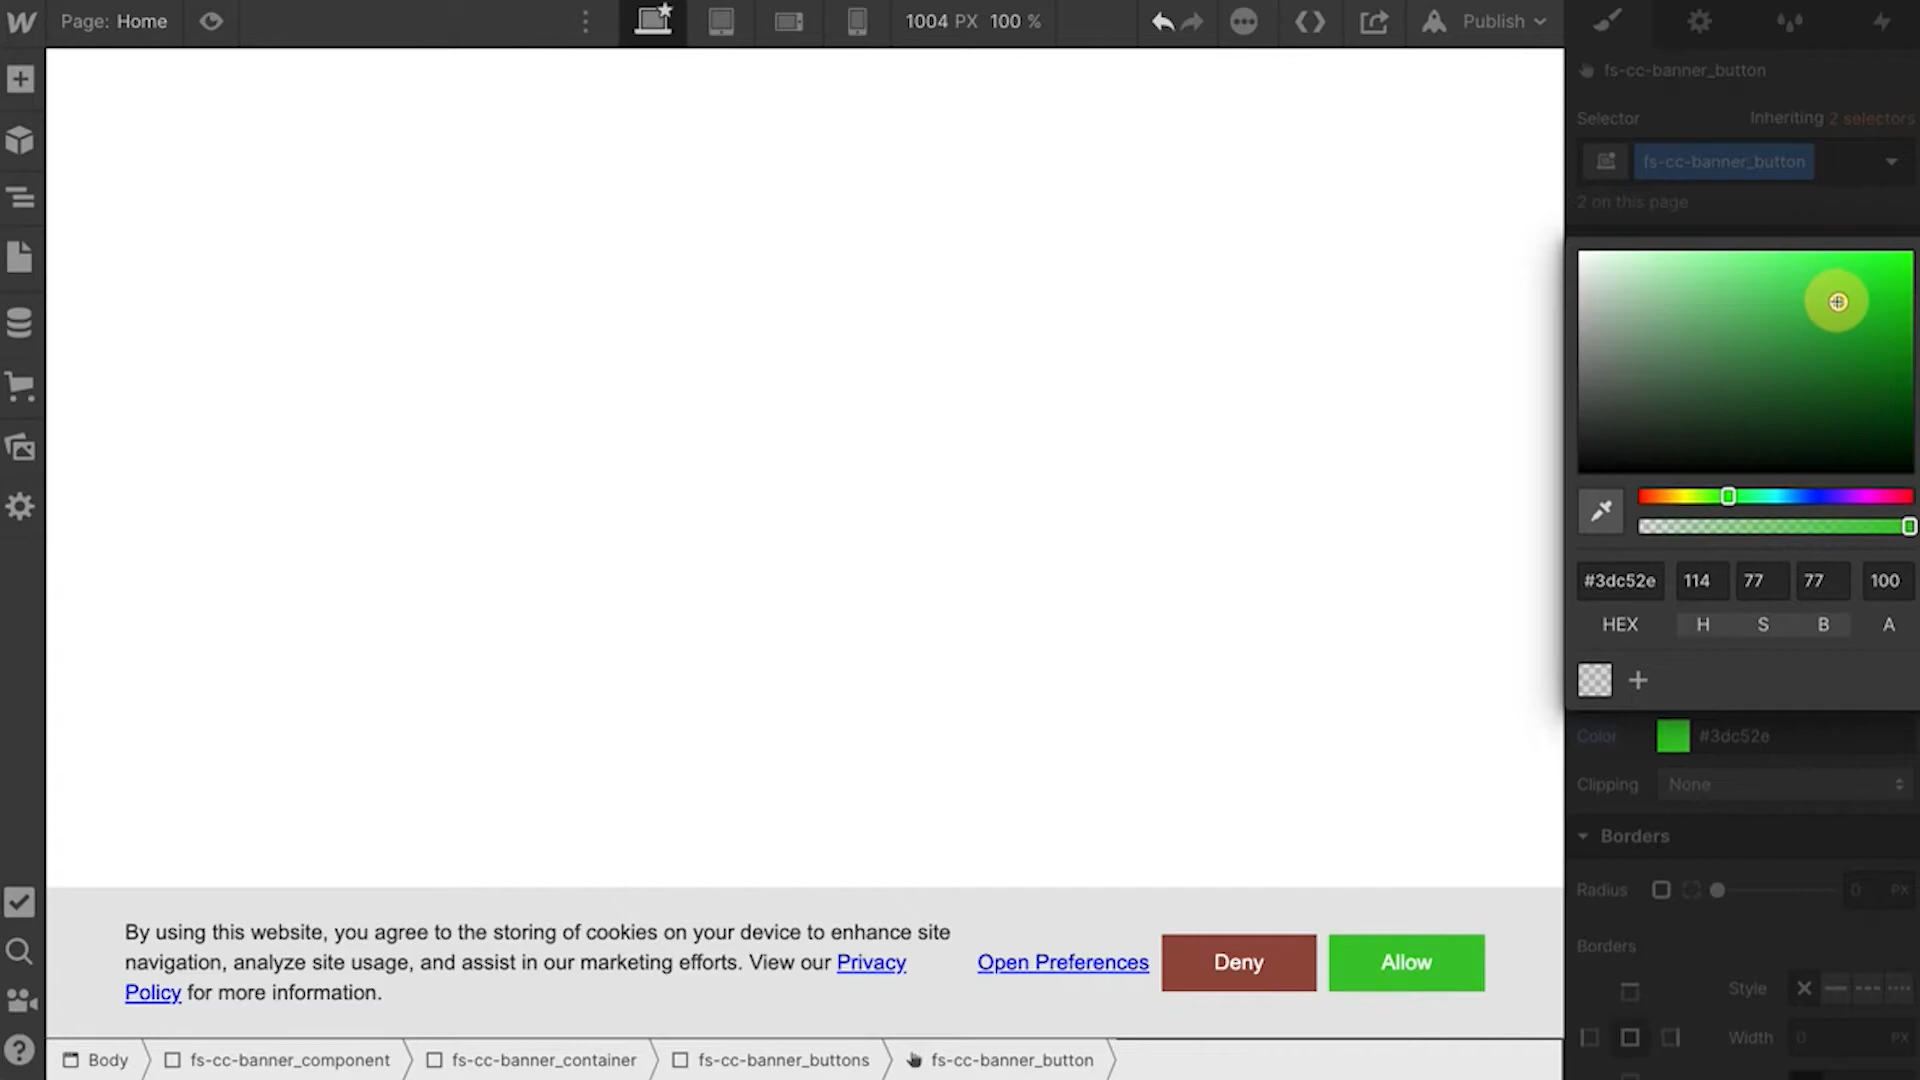 Page: Home
1004 PX 100 %
Publish
fs-cc-banner_button
Selector
Inheriting 2 selectors
fs-cc-banner_button
2 on this page
#3dc52e 114 77 77 100
HEX H S B A
Color #3dc52e
Clipping None
Borders
Radius 0 PX
Borders
Style
Width 0 PX
By using this website, you agree to the storing of cookies on your device to enhance site
navigation, analyze site usage, and assist in our marketing efforts. View our Privacy
Policy for more information.
Open Preferences
Deny
Allow
Body fs-cc-banner_component fs-cc-banner_container fs-cc-banner_buttons fs-cc-banner_button